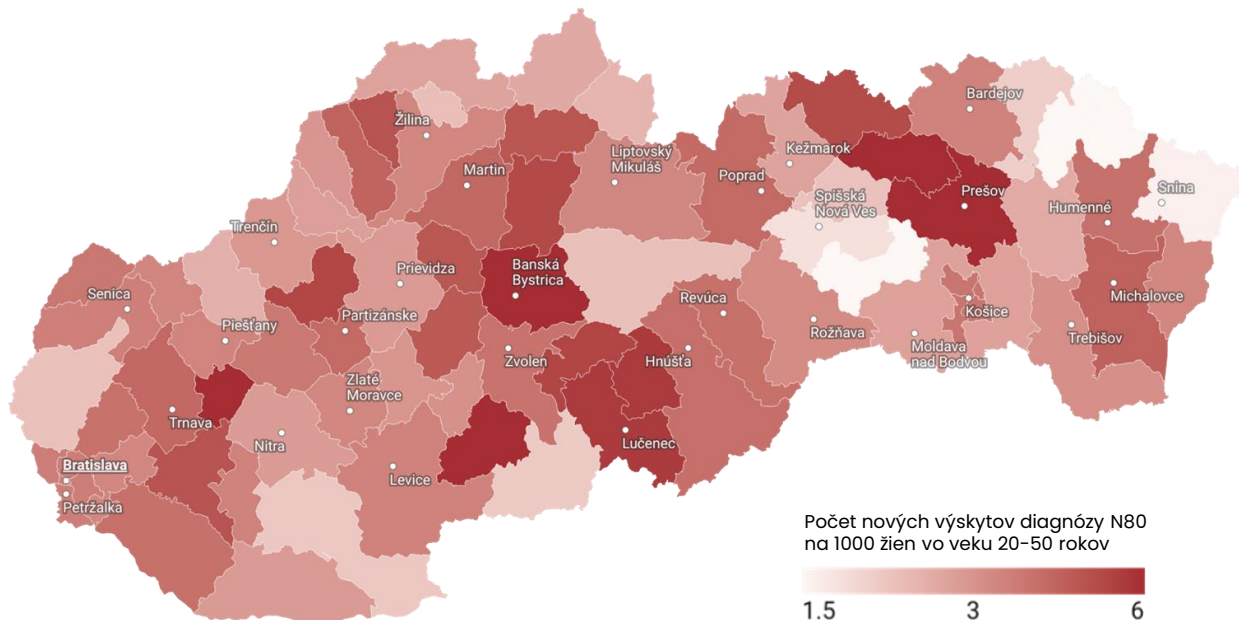 Bardejov
Žilina
Kežmarok
Liptovský
Mikuláš
Martin
Poprad
Spišská
Nová Ves
Prešov
Snina
Humenné
Trenčín
Prievidza
Banská
Bystrica
Senica
Revúca
Michalovce
Piešťany
Partizánske
Košice
Rožňava
Trebišov
Moldava
nad Bodvou
Zvolen
Hnúšťa
Zlaté
Moravce
Trnava
Nitra
Lučenec
Bratislava
Levice
Petržalka
Počet nových výskytov diagnózy N80
na 1000 žien vo veku 20-50 rokov
1.5 3 6